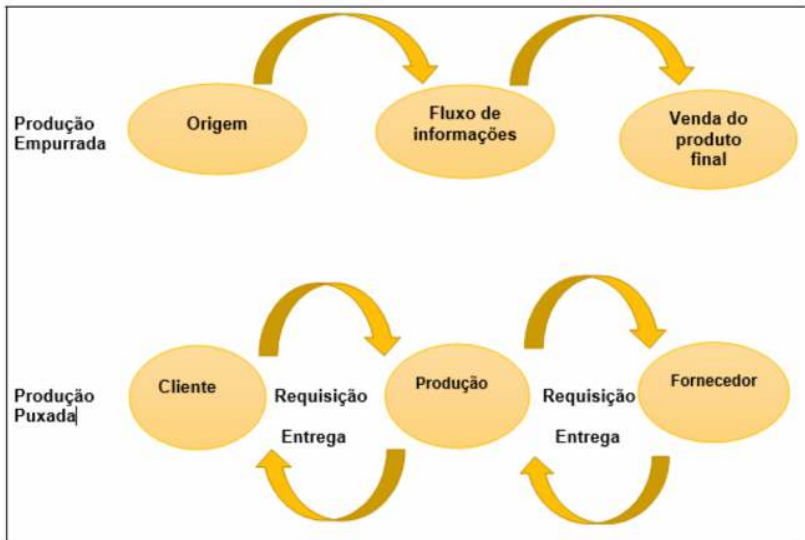 Produção
Empurrada
Origem
Fluxo de
informações
Venda do
produto
final
Produção
Puxada
Cliente
Requisição
Entrega
Produção
Requisição
Entrega
Fornecedor